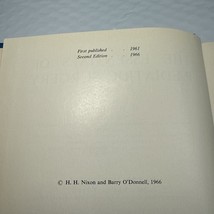 First published . . 1961
Second Edition . . 1966
© H. H. Nixon and Barry O'Donnell, 1966